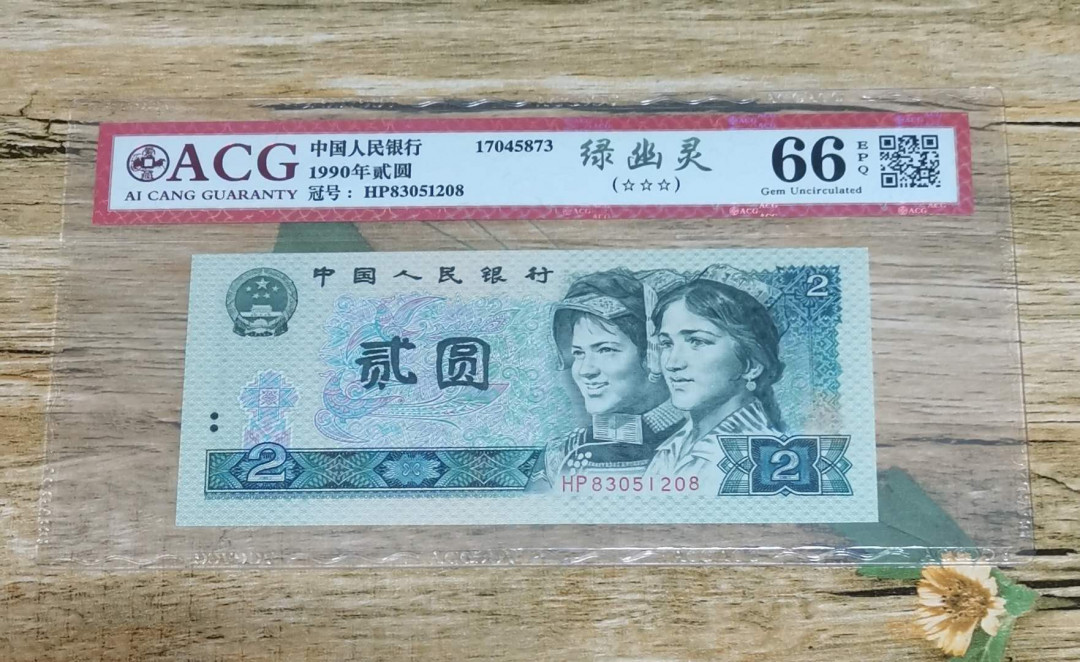 ACG
AI CANG GUARANTY
中国人民银行
1990年贰圆
冠号： HP83051208
17045873
绿幽灵
(☆☆☆)
66
EPQ
Gem Uncirculated
中国人民银行
2
贰圆
2
2
HP83051208